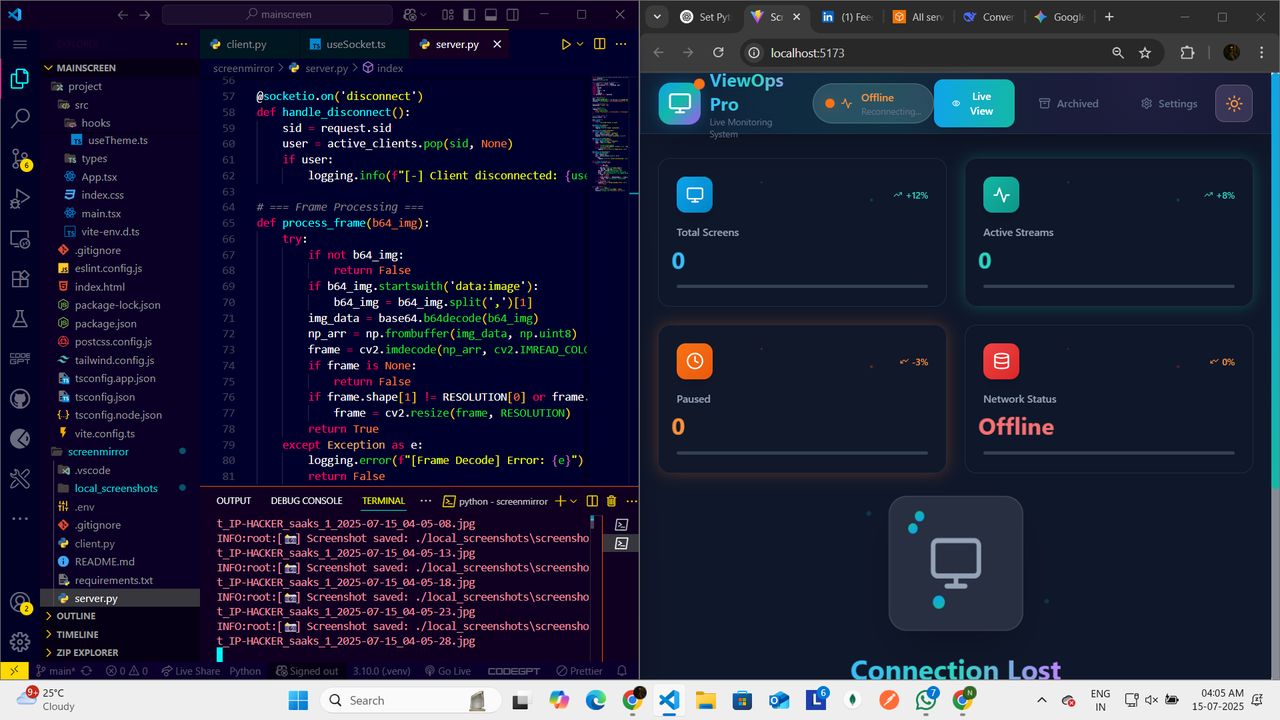 mainscreen
client.py
useSocket.ts
server.py
screenmirror > server.py > index
MAINSCREEN
project
src
hooks
useTheme.ts
types
App.tsx
index.css
main.tsx
vite-env.d.ts
.gitignore
eslint.config.js
index.html
package-lock.json
package.json
postcss.config.js
tailwind.config.js
tsconfig.app.json
tsconfig.json
tsconfig.node.json
vite.config.ts
screenmirror
.vscode
local_screenshots
.env
.gitignore
client.py
README.md
requirements.txt
server.py
OUTLINE
TIMELINE
ZIP EXPLORER
6
CODE GPT
2
56
57 @socketio.on('disconnect')
58 def handle_disconnect():
59 sid = request.sid
60 user = active_clients.pop(sid, None)
61 if user:
62 logging.info(f"[-] Client disconnected: {use
63
64 # === Frame Processing ===
65 def process_frame(b64_img):
66 try:
67 if not b64_img:
68 return False
69 if b64_img.startswith('data:image'):
70 b64_img = b64_img.split(',')[1]
71 img_data = base64.b64decode(b64_img)
72 np_arr = np.frombuffer(img_data, np.uint8)
73 frame = cv2.imdecode(np_arr, cv2.IMREAD_COLO
74 if frame is None:
75 return False
76 if frame.shape[1] != RESOLUTION[0] or frame.
77 frame = cv2.resize(frame, RESOLUTION)
78 return True
79 except Exception as e:
80 logging.error(f"[Frame Decode] Error: {e}")
81 return False
OUTPUT DEBUG CONSOLE TERMINAL ... python - screenmirror
t_IP-HACKER_saaks_1_2025-07-15_04-05-08.jpg
INFO:root:[📸] Screenshot saved: ./local_screenshots\screensho
t_IP-HACKER_saaks_1_2025-07-15_04-05-13.jpg
INFO:root:[📸] Screenshot saved: ./local_screenshots\screensho
t_IP-HACKER_saaks_1_2025-07-15_04-05-18.jpg
INFO:root:[📸] Screenshot saved: ./local_screenshots\screensho
t_IP-HACKER_saaks_1_2025-07-15_04-05-23.jpg
INFO:root:[📸] Screenshot saved: ./local_screenshots\screensho
t_IP-HACKER_saaks_1_2025-07-15_04-05-28.jpg
main* 0 0 Live Share Python Signed out 3.10.0 (.venv) Go Live CODEGPT Prettier
Set Pyt
Sc
(1) Fee
All serv
Conver
Google
localhost:5173
ViewOps Pro
Live Monitoring System
Offline
Reconnecting...
Live View
Archived
Settings
+12%
Total Screens
0
+8%
Active Streams
0
-3%
Paused
0
0%
Network Status
Offline
Connection Lost
9+
25°C
Cloudy
Search
6
7
N
ENG
IN
04:05 AM
15-07-2025